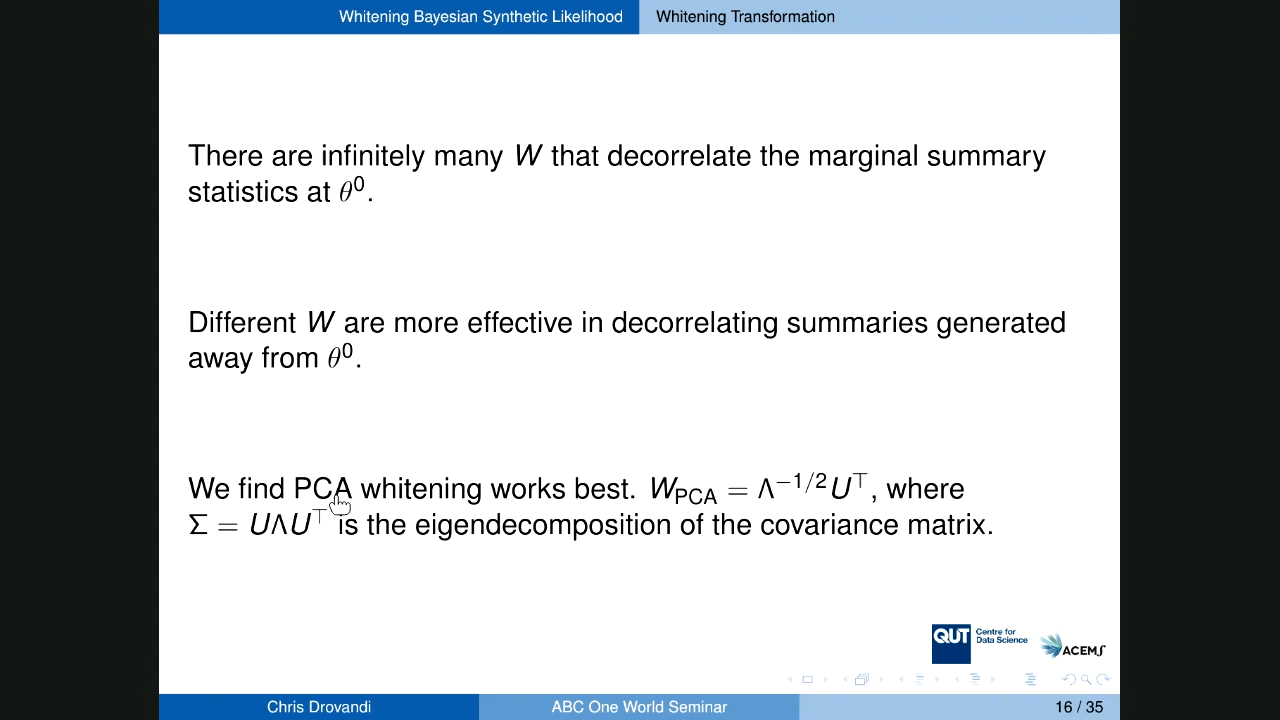 Whitening Bayesian Synthetic Likelihood Whitening Transformation
There are infinitely many W that decorrelate the marginal summary
statistics at θ⁰.
Different W are more effective in decorrelating summaries generated
away from θ⁰.
We find PCA whitening works best. W_PCA = Λ^{−1/2}U^⊤, where
Σ = UΛU^⊤ is the eigendecomposition of the covariance matrix.
QUT Centre for
Data Science
ACEMS
Chris Drovandi ABC One World Seminar 16 / 35